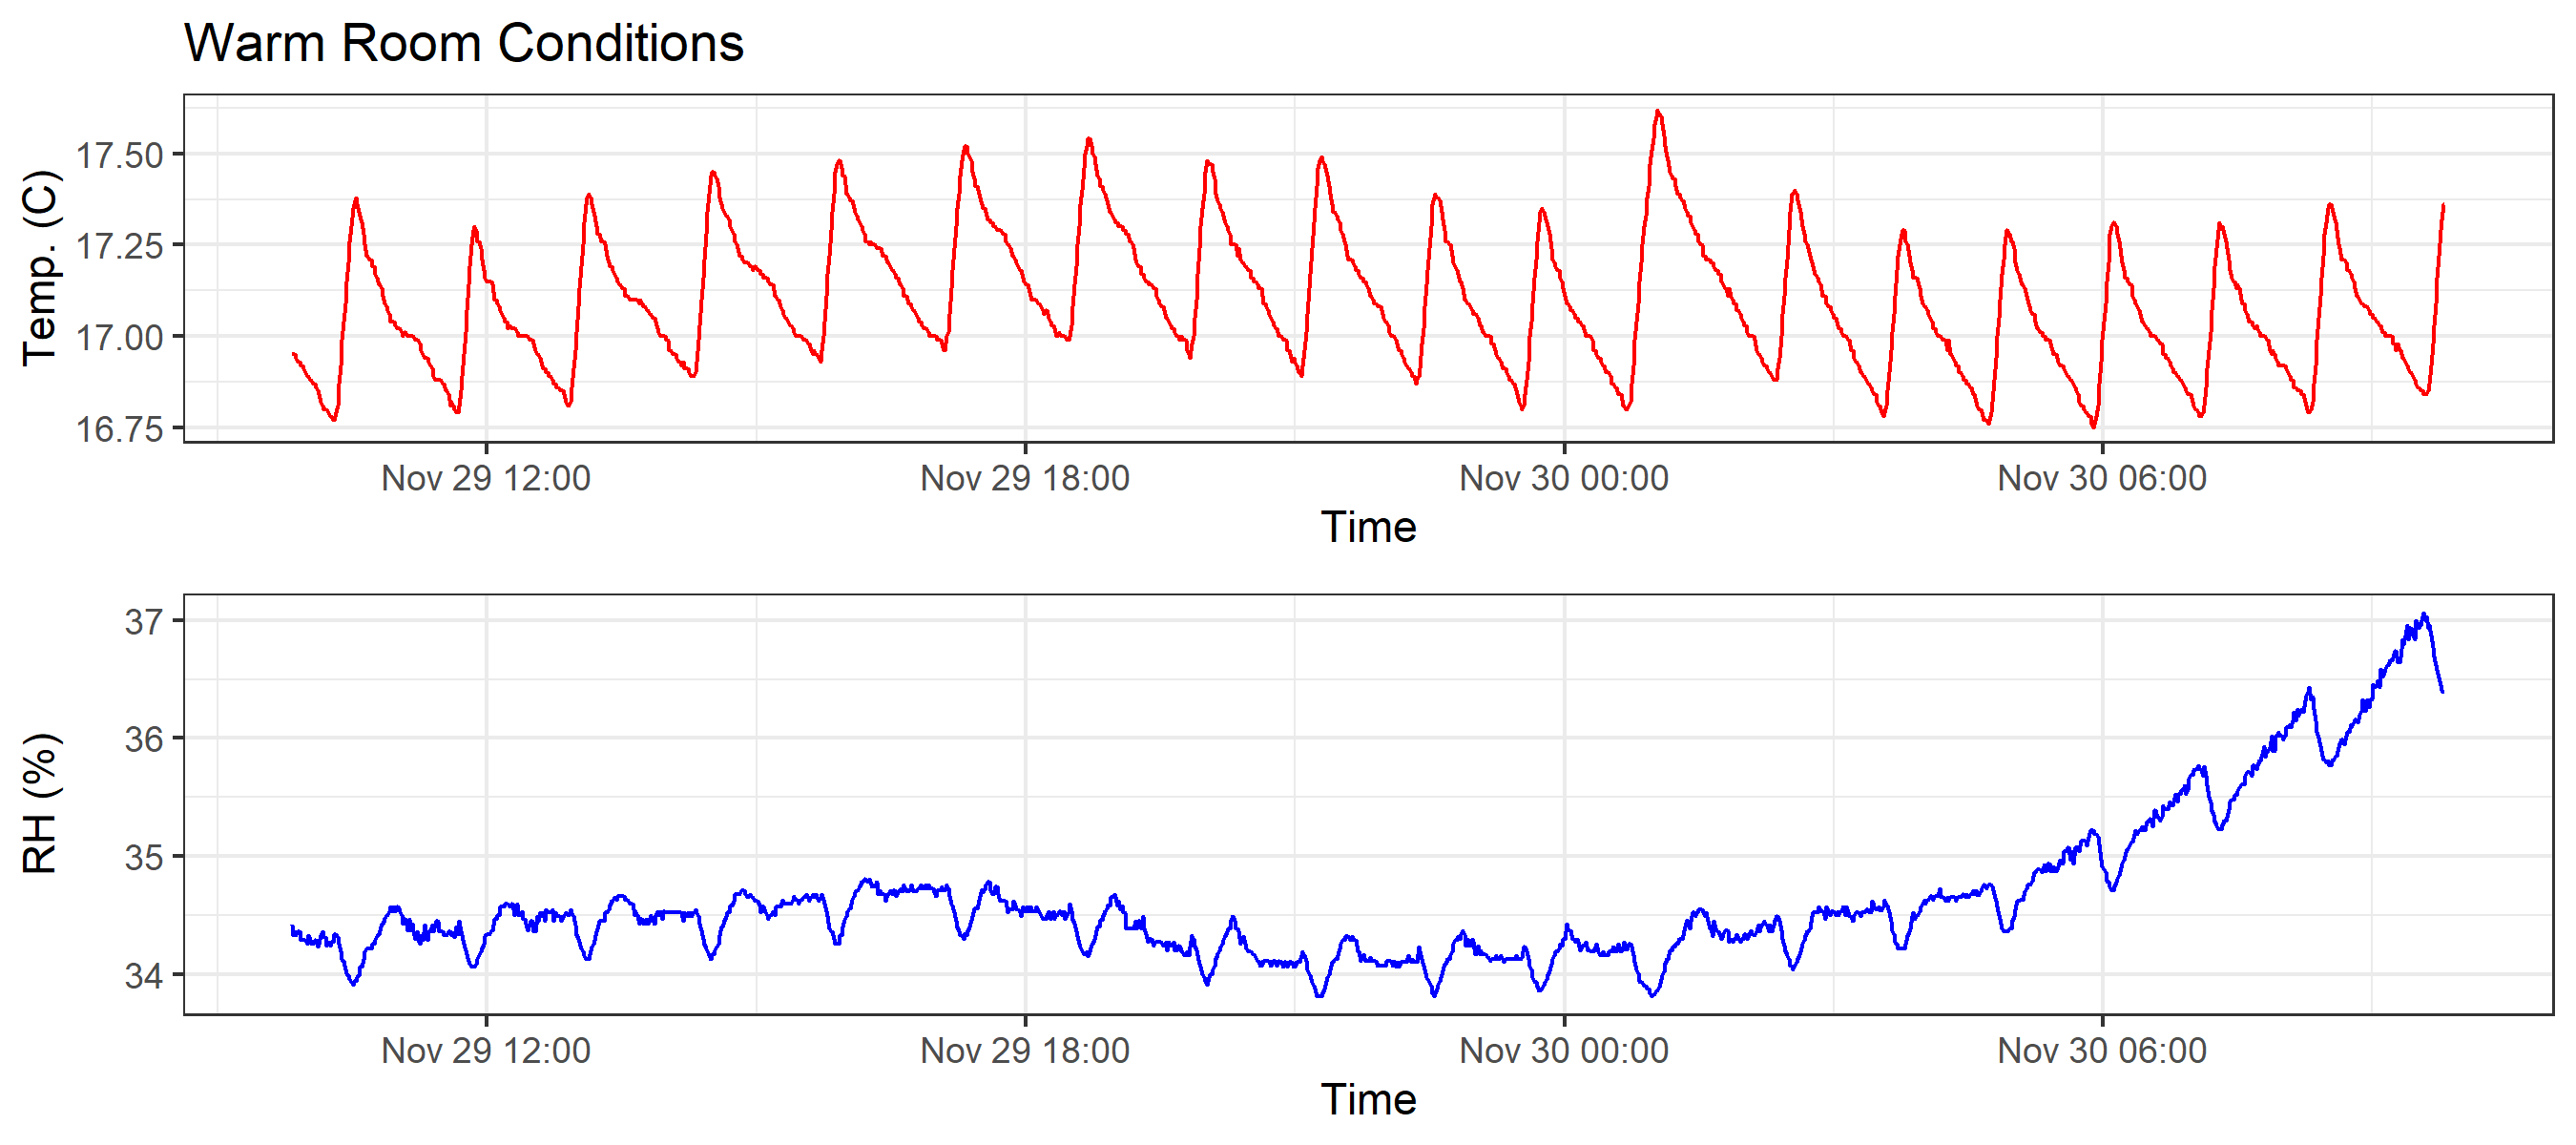 Warm Room Conditions
Temp. (C)
17.50
17.25
17.00
16.75
Nov 29 12:00 Nov 29 18:00 Nov 30 00:00 Nov 30 06:00
Time
RH (%)
37
36
35
34
Nov 29 12:00 Nov 29 18:00 Nov 30 00:00 Nov 30 06:00
Time